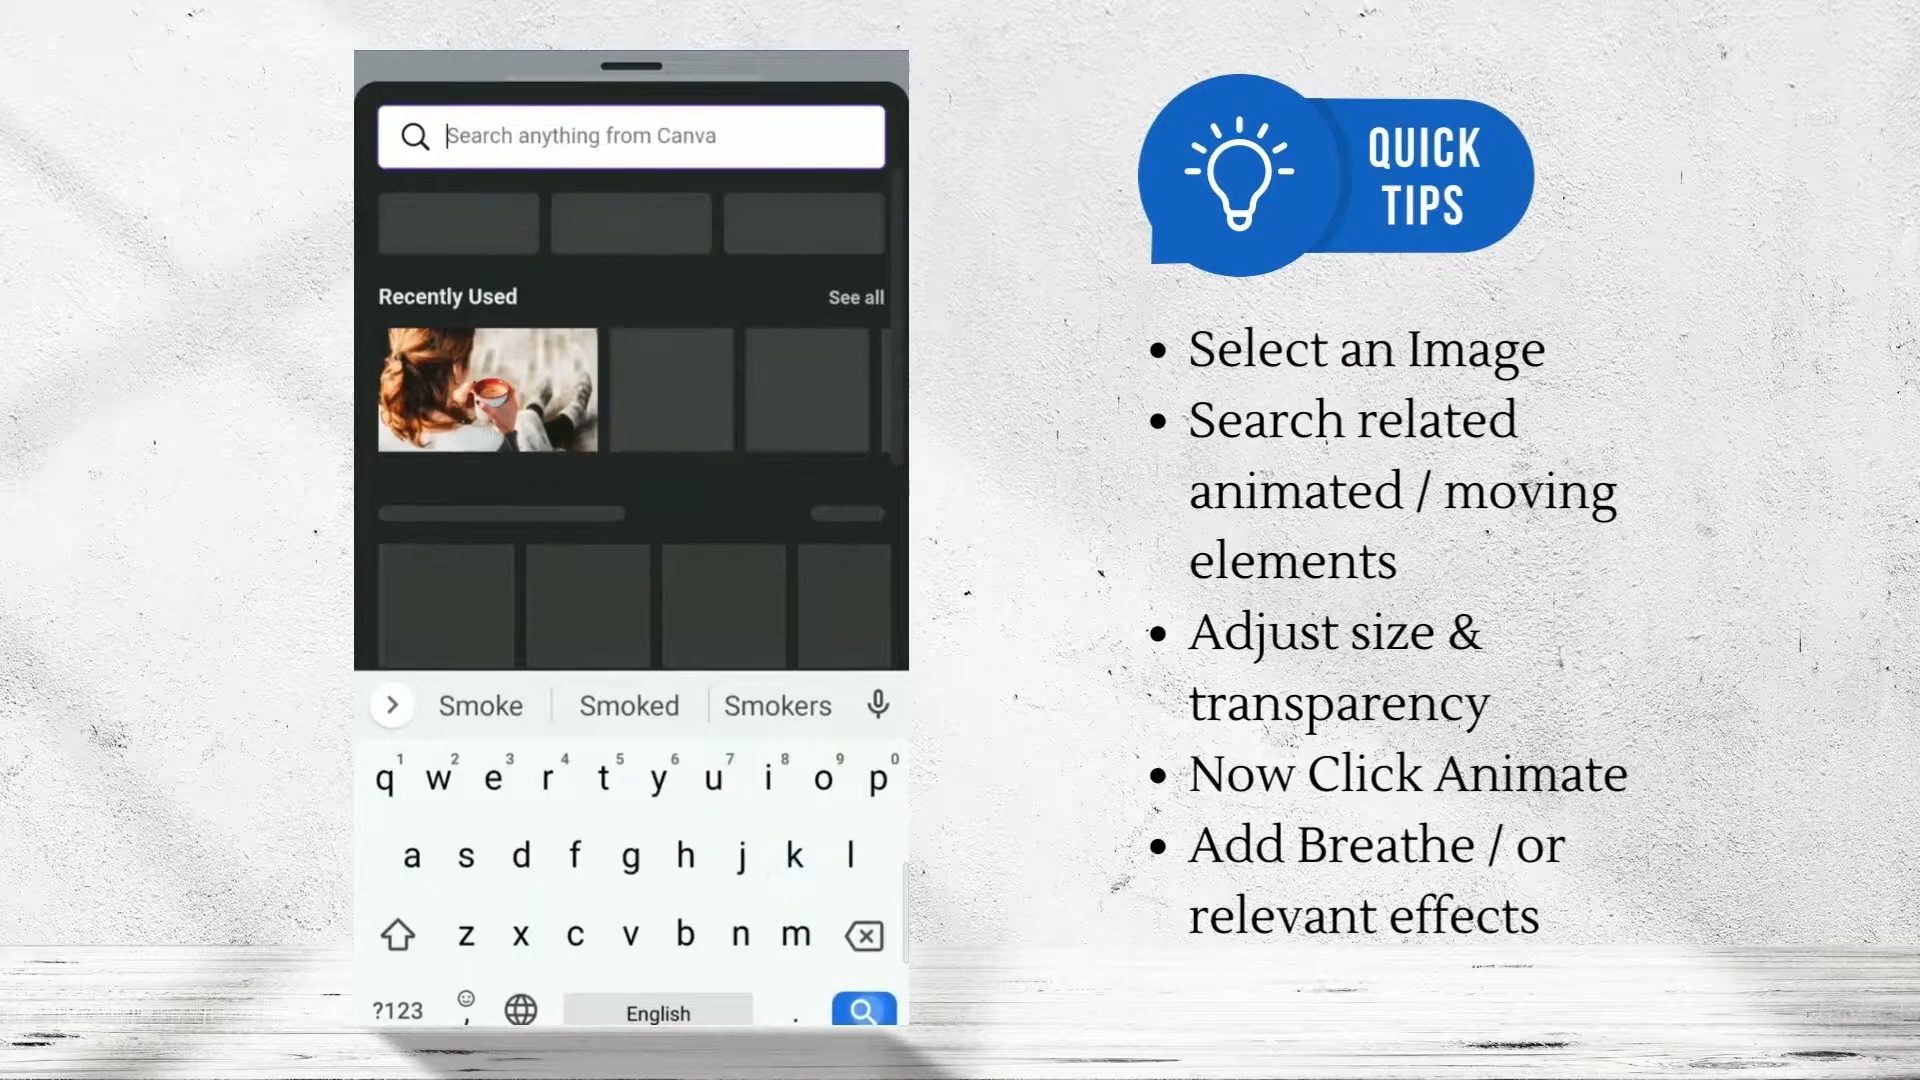 Search anything from Canva
Recently Used See all
Smoke Smoked Smokers
1 2 3 4 5 6 7 8 9 0
q w e r t y u i o p
a s d f g h j k l
z x c v b n m
?123 , English .
QUICK
TIPS
• Select an Image
• Search related
animated / moving
elements
• Adjust size &
transparency
• Now Click Animate
• Add Breathe / or
relevant effects